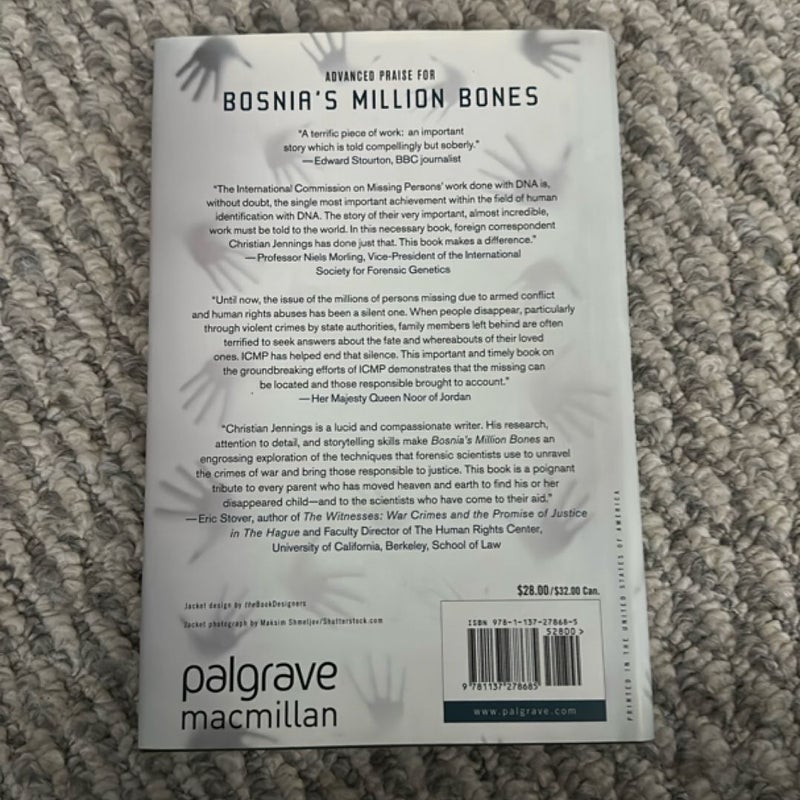 ADVANCED PRAISE FOR
BOSNIA'S MILLION BONES
"A terrific piece of work: an important
story which is told compellingly but soberly."
—Edward Stourton, BBC journalist
"The International Commission on Missing Persons' work done with DNA is,
without doubt, the single most important achievement within the field of human
identification with DNA. The story of their very important, almost incredible,
work must be told to the world. In this necessary book, foreign correspondent
Christian Jennings has done just that. This book makes a difference."
—Professor Niels Morling, Vice-President of the International
Society for Forensic Genetics
"Until now, the issue of the millions of persons missing due to armed conflict
and human rights abuses has been a silent one. When people disappear, particularly
through violent crimes by state authorities, family members left behind are often
terrified to seek answers about the fate and whereabouts of their loved
ones. ICMP has helped end that silence. This important and timely book on
the groundbreaking efforts of ICMP demonstrates that the missing can
be located and those responsible brought to account."
—Her Majesty Queen Noor of Jordan
"Christian Jennings is a lucid and compassionate writer. His research,
attention to detail, and storytelling skills make Bosnia's Million Bones an
engrossing exploration of the techniques that forensic scientists use to unravel
the crimes of war and bring those responsible to justice. This book is a poignant
tribute to every parent who has moved heaven and earth to find his or her
disappeared child—and to the scientists who have come to their aid."
—Eric Stover, author of The Witnesses: War Crimes and the Promise of Justice
in The Hague and Faculty Director of The Human Rights Center,
University of California, Berkeley, School of Law
$28.00/$32.00 Can.
Jacket design by theBookDesigners
Jacket photograph by Maksim Shmeljov/Shutterstock.com
palgrave
macmillan
ISBN 978-1-137-27868-5
52800>
9 781137 278685
www.palgrave.com
PRINTED IN THE UNITED STATES OF AMERICA